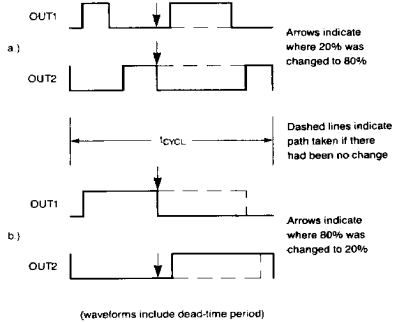 OUT1
a.)
OUT2
Arrows indicate
where 20% was
changed to 80%
tCYCL
Dashed lines indicate
path taken if there
had been no change
OUT1
b.)
OUT2
Arrows indicate
where 80% was
changed to 20%
(waveforms include dead-time period)